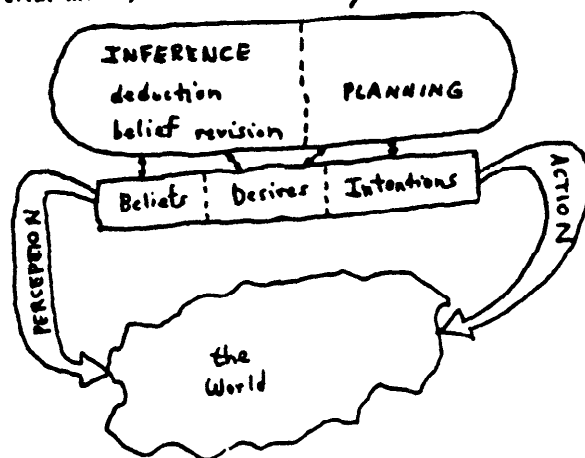 INFERENCE
deduction
belief revision
PLANNING
Beliefs
Desires
Intentions
PERCEPTION
ACTION
the
World